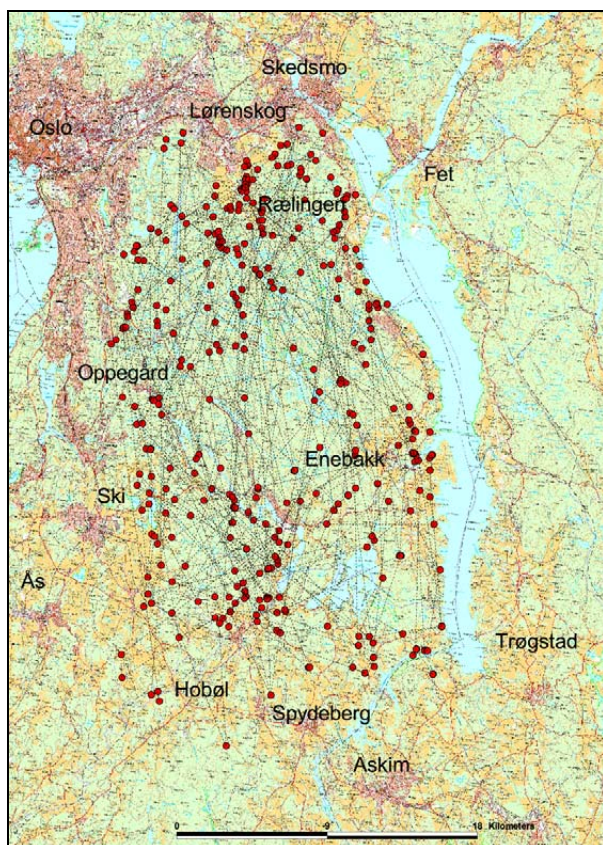 Skedsmo
Lørenskog
Oslo
Fet
Rælingen
Oppegård
Enebakk
Ski
Ås
Trøgstad
Hobøl
Spydeberg
Askim
0 9 18 Kilometers